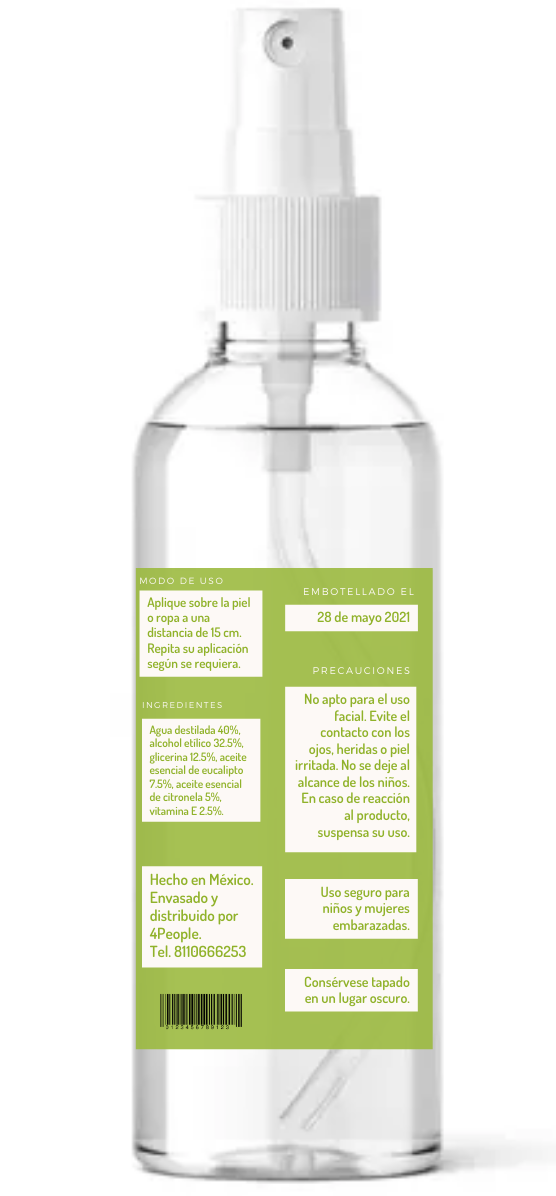 MODO DE USO
Aplique sobre la piel
o ropa a una
distancia de 15 cm.
Repita su aplicación
según se requiera.
INGREDIENTES
Agua destilada 40%,
alcohol etílico 32.5%,
glicerina 12.5%, aceite
esencial de eucalipto
7.5%, aceite esencial
de citronela 5%,
vitamina E 2.5%.
Hecho en México.
Envasado y
distribuido por
4People.
Tel. 8110666253
0123456789123
EMBOTELLADO EL
28 de mayo 2021
PRECAUCIONES
No apto para el uso
facial. Evite el
contacto con los
ojos, heridas o piel
irritada. No se deje al
alcance de los niños.
En caso de reacción
al producto,
suspensa su uso.
Uso seguro para
niños y mujeres
embarazadas.
Consérvese tapado
en un lugar oscuro.